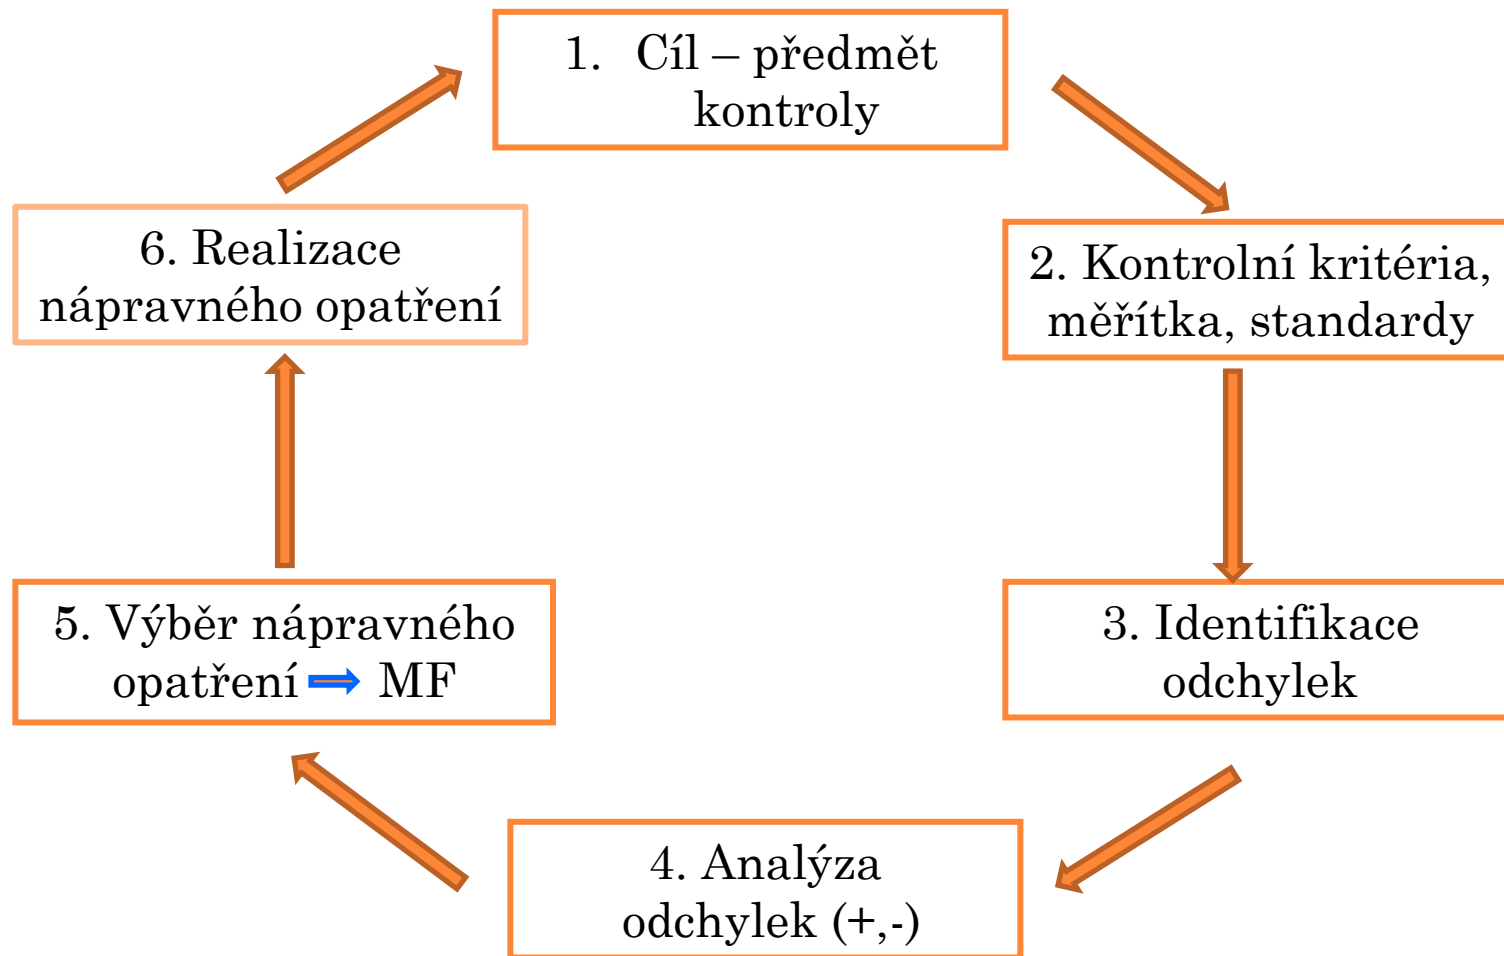 1. Cíl – předmět
kontroly
2. Kontrolní kritéria,
měřítka, standardy
3. Identifikace
odchylek
4. Analýza
odchylek (+,-)
5. Výběr nápravného
opatření MF
6. Realizace
nápravného opatření